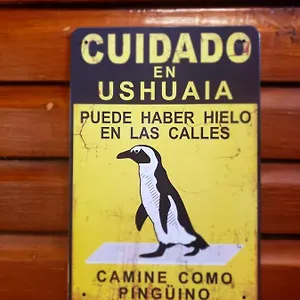 CUIDADO
EN
USHUAIA
PUEDE HABER HIELO
EN LAS CALLES
CAMINE COMO
PINGÜINO